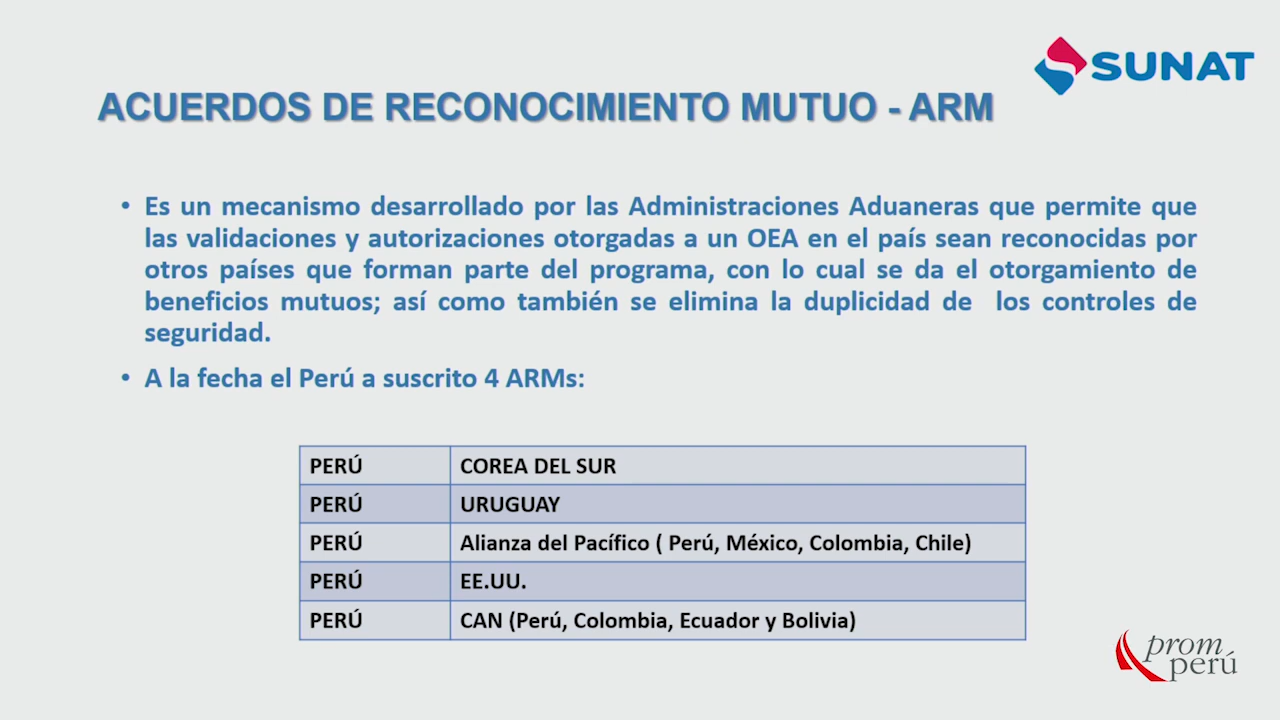 SUNAT
ACUERDOS DE RECONOCIMIENTO MUTUO - ARM
• Es un mecanismo desarrollado por las Administraciones Aduaneras que permite que
las validaciones y autorizaciones otorgadas a un OEA en el país sean reconocidas por
otros países que forman parte del programa, con lo cual se da el otorgamiento de
beneficios mutuos; así como también se elimina la duplicidad de los controles de
seguridad.
• A la fecha el Perú a suscrito 4 ARMs:
PERÚ COREA DEL SUR
PERÚ URUGUAY
PERÚ Alianza del Pacífico ( Perú, México, Colombia, Chile)
PERÚ EE.UU.
PERÚ CAN (Perú, Colombia, Ecuador y Bolivia)
prom
perú